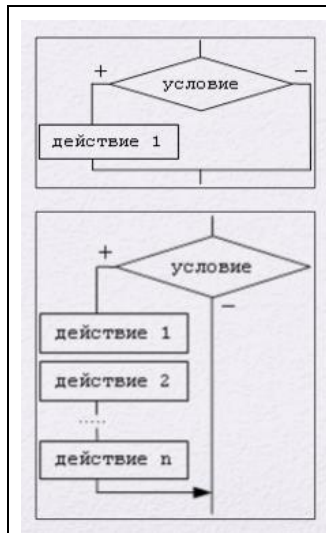 + −
условие
действие 1
+
условие
−
действие 1
действие 2
.....
действие n